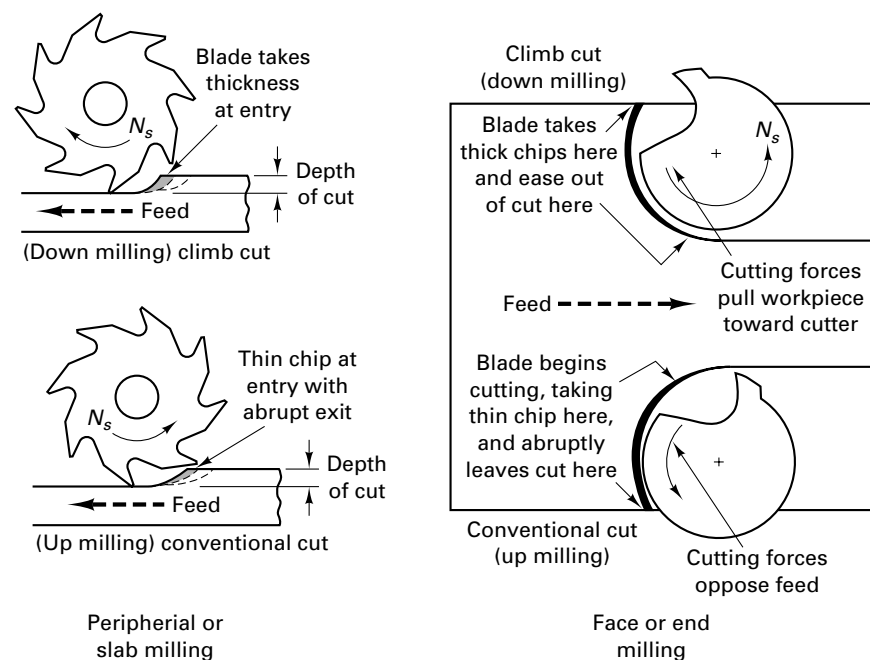 Blade takes
thickness
at entry
Nₛ
Depth
of cut
Feed
(Down milling) climb cut
Thin chip at
entry with
abrupt exit
Nₛ
Depth
of cut
Feed
(Up milling) conventional cut
Peripherial or
slab milling
Climb cut
(down milling)
Blade takes
thick chips here
and ease out
of cut here
Nₛ
Cutting forces
pull workpiece
toward cutter
Feed
Blade begins
cutting, taking
thin chip here,
and abruptly
leaves cut here
Conventional cut
(up milling)
Cutting forces
oppose feed
Face or end
milling